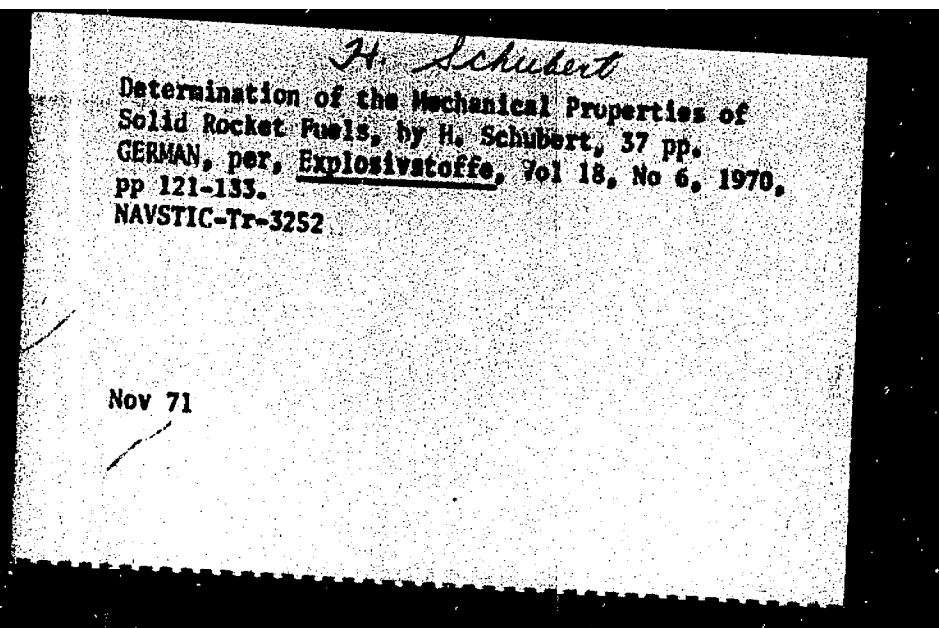 H. Schubert
Determination of the Mechanical Properties of
Solid Rocket Fuels, by H. Schubert, 37 pp.
GERMAN, per, Explosivstoffe, Vol 18, No 6, 1970,
pp 121-133.
NAVSTIC-Tr-3252
Nov 71